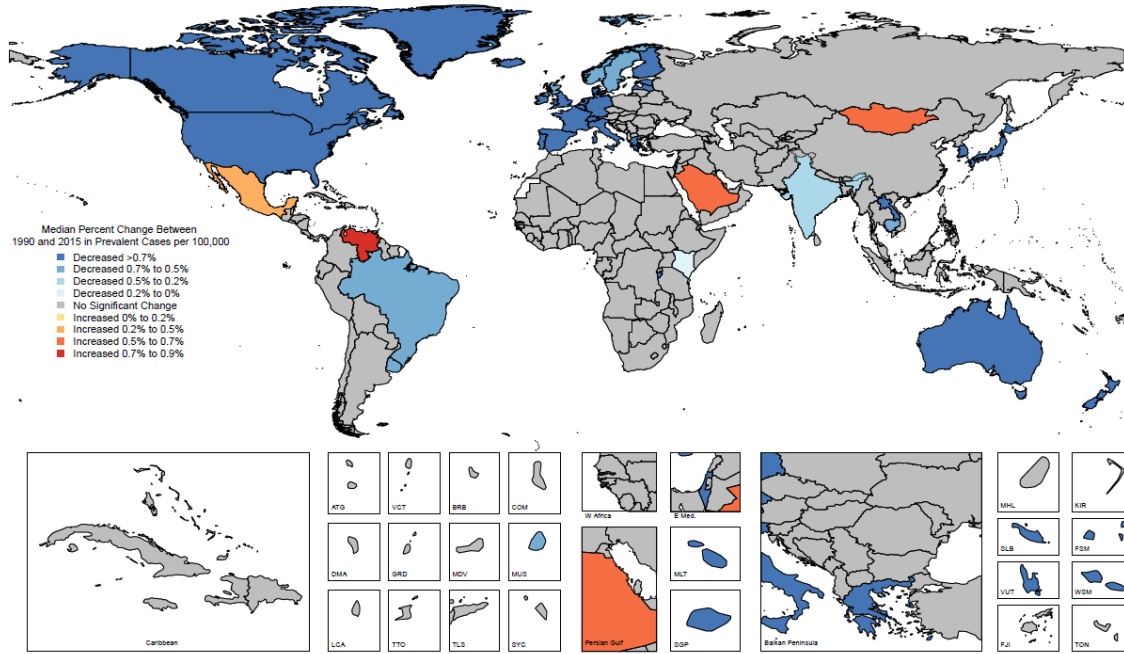 Median Percent Change Between
1990 and 2015 in Prevalent Cases per 100,000
Decreased >0.7%
Decreased 0.7% to 0.5%
Decreased 0.5% to 0.2%
Decreased 0.2% to 0%
No Significant Change
Increased 0% to 0.2%
Increased 0.2% to 0.5%
Increased 0.5% to 0.7%
Increased 0.7% to 0.9%
Caribbean
ATG
VCT
BRB
COM
DMA
GRD
MDV
MUS
LCA
TTO
TLS
SYC
W Africa
E Med.
Persian Gulf
MLT
SGP
Balkan Peninsula
MHL
KIR
SLB
FSM
VUT
WSM
FJI
TON